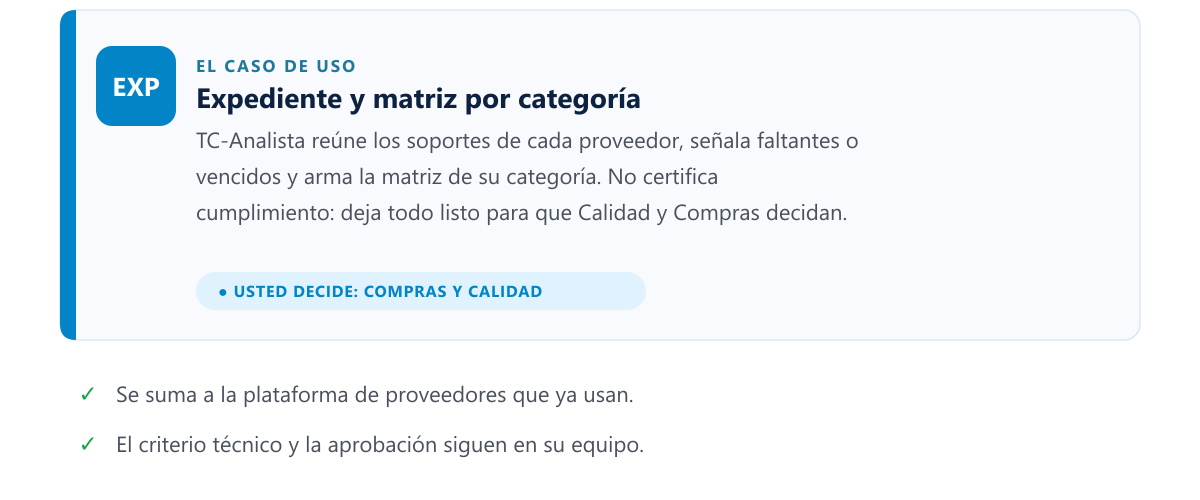 EXP
EL CASO DE USO
Expediente y matriz por categoría
TC-Analista reúne los soportes de cada proveedor, señala faltantes o
vencidos y arma la matriz de su categoría. No certifica
cumplimiento: deja todo listo para que Calidad y Compras decidan.
● USTED DECIDE: COMPRAS Y CALIDAD
✓ Se suma a la plataforma de proveedores que ya usan.
✓ El criterio técnico y la aprobación siguen en su equipo.